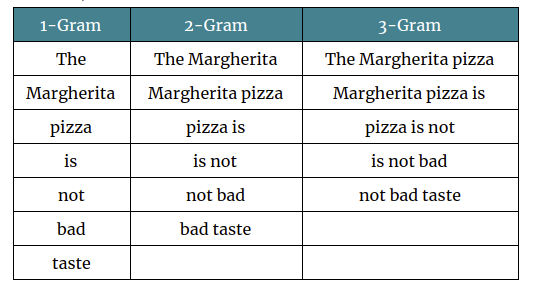 1-Gram 2-Gram 3-Gram
The The Margherita The Margherita pizza
Margherita Margherita pizza Margherita pizza is
pizza pizza is pizza is not
is is not is not bad
not not bad not bad taste
bad bad taste
taste